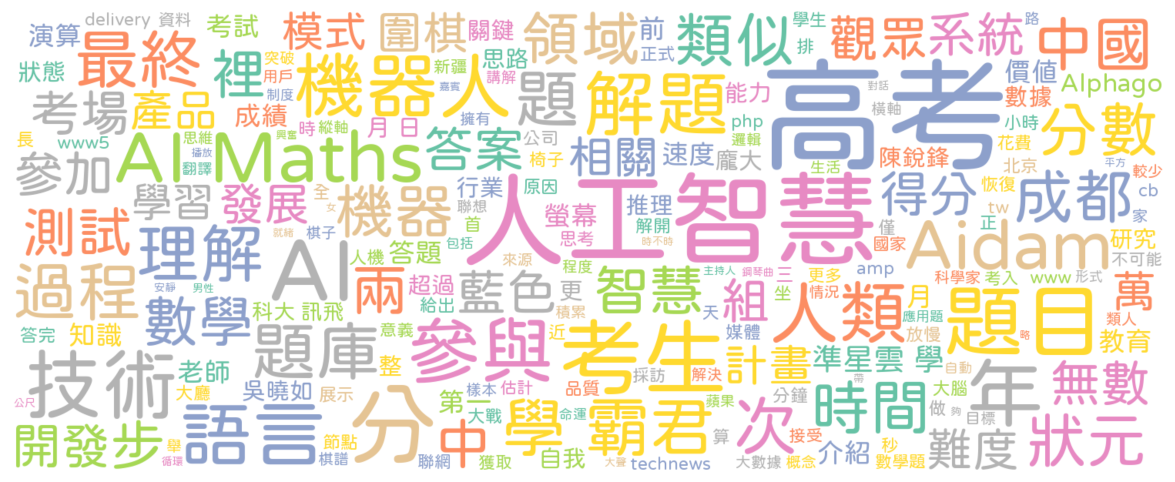 delivery 資料
考試
模式
圍棋
關鍵
領域
前
類似
學生
路
觀眾
系統
中國
演算
最終
裡
突破
用戶
制度
機器人
新疆
思路
講解
嘉賓
題
正式
排
解題
高考
對話
橫軸
價值
Alphago
數據
狀態
考場
產品
成績
時
縱軸
月 日
擁有
公司
能力
php
邏輯
小時
分數
花費
長
www5
思維
興奮
播放
翻譯
AI Maths
答案
椅子
相關
速度
龐大
生活
陳銳鋒
北京
平方
參加
學習
發展
全
女
機器
行業
原因
聯想
首
螢幕
思考
推理
解開
時不時
人工智慧
得分
僅
國家
恢復
tw
正
成都
較少
cb
家
測試
理解
就緒
棋子
人機
答題
包括
來源
程度
Aidam
研究
不可能
過程
安靜
男性
AI
兩
超過
給出
藍色
更
積累
智慧
主持人
鋼琴曲
天
組
三
坐
更多
情況
amp
科學家
考入
www
形式
月
萬
類人
答完
知識
數學
科大 訊飛
意義
近
媒體
人類
應用題
放慢
題目
教育
技術
老師
大廳
題庫
整
參與
考生
計畫
準星雲 學
自動
略
公尺
吳曉如
展示
分
第一
樣本
大戰
估計
品質
命運
採訪
解決
蘋果
分鐘
帶
時間
大腦
做
夠
目標
年
無數
開發步
舉
循環
語言
節點
棋譜
聯網
中
獲取
學 霸君
自我
大聲
technews
算
次
大數據
接受
概念
介紹
秒
數學題
難度
狀元